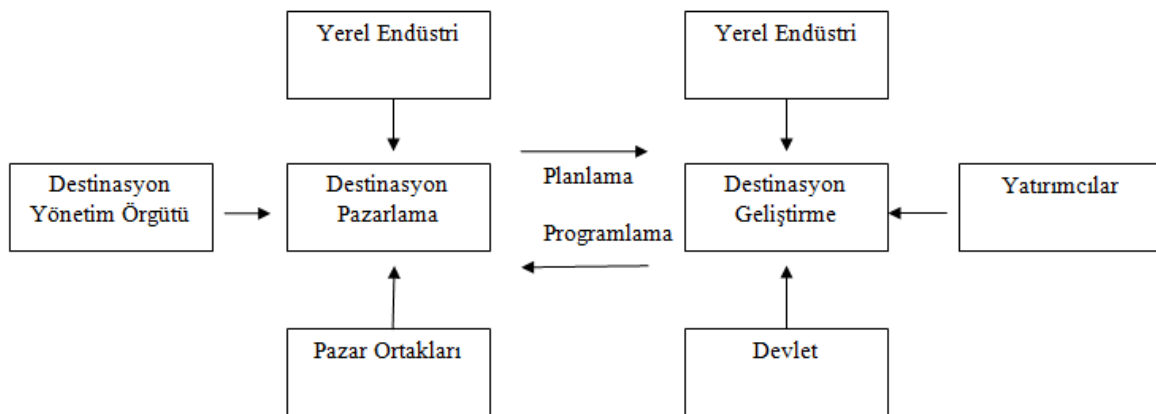 Yerel Endüstri
Yerel Endüstri
Destinasyon
Yönetim Örgütü
Destinasyon
Pazarlama
Planlama
Programlama
Destinasyon
Geliştirme
Yatırımcılar
Pazar Ortakları
Devlet